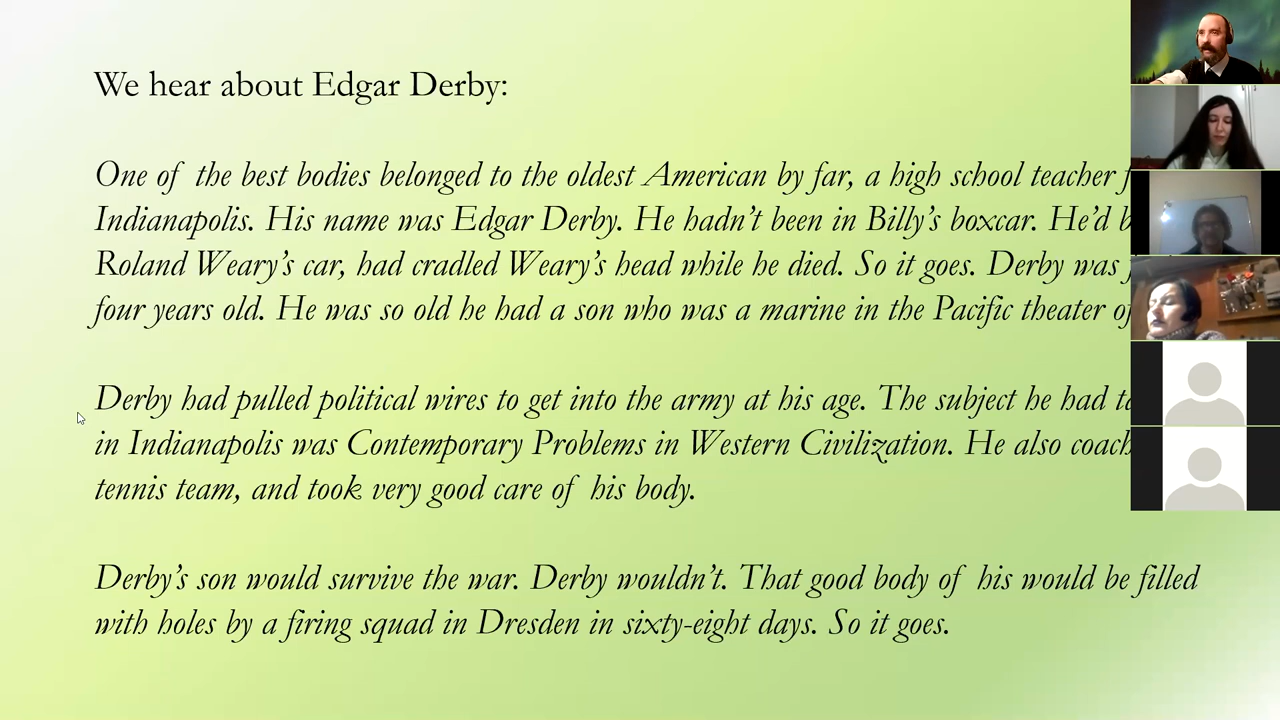 We hear about Edgar Derby:
One of the best bodies belonged to the oldest American by far, a high school teacher
Indianapolis. His name was Edgar Derby. He hadn't been in Billy's boxcar. He'd
Roland Weary's car, had cradled Weary's head while he died. So it goes. Derby was
four years old. He was so old he had a son who was a marine in the Pacific theater
Derby had pulled political wires to get into the army at his age. The subject he had
in Indianapolis was Contemporary Problems in Western Civilization. He also
tennis team, and took very good care of his body.
Derby's son would survive the war. Derby wouldn't. That good body of his would be filled
with holes by a firing squad in Dresden in sixty-eight days. So it goes.